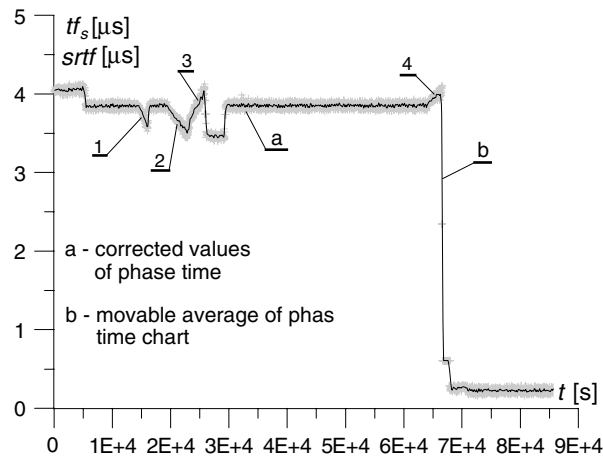 5
tf_s [μs]
srtf [μs]
3
4
4
a
b
1
2
3
a - corrected values
of phase time
2
b - movable average of phas
time chart
1
t [s]
0
0 1E+4 2E+4 3E+4 4E+4 5E+4 6E+4 7E+4 8E+4 9E+4